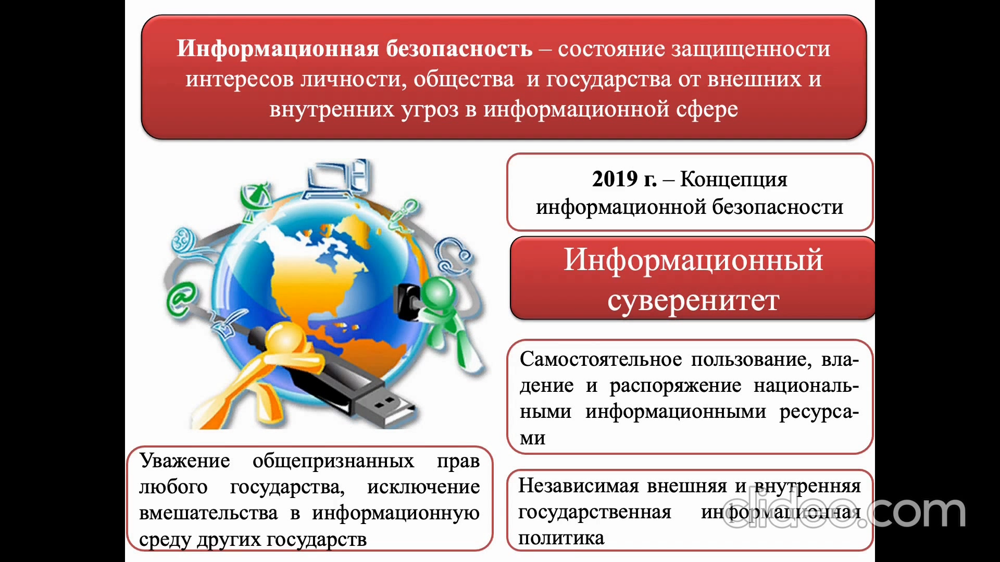 Информационная безопасность – состояние защищенности
интересов личности, общества и государства от внешних и
внутренних угроз в информационной сфере
2019 г. – Концепция
информационной безопасности
Информационный
суверенитет
Самостоятельное пользование, вла-
дение и распоряжение националь-
ными информационными ресурса-
ми
Уважение общепризнанных прав
любого государства, исключение
вмешательства в информационную
среду других государств
Независимая внешняя и внутренняя
государственная информационная
политика
clideo.com
@